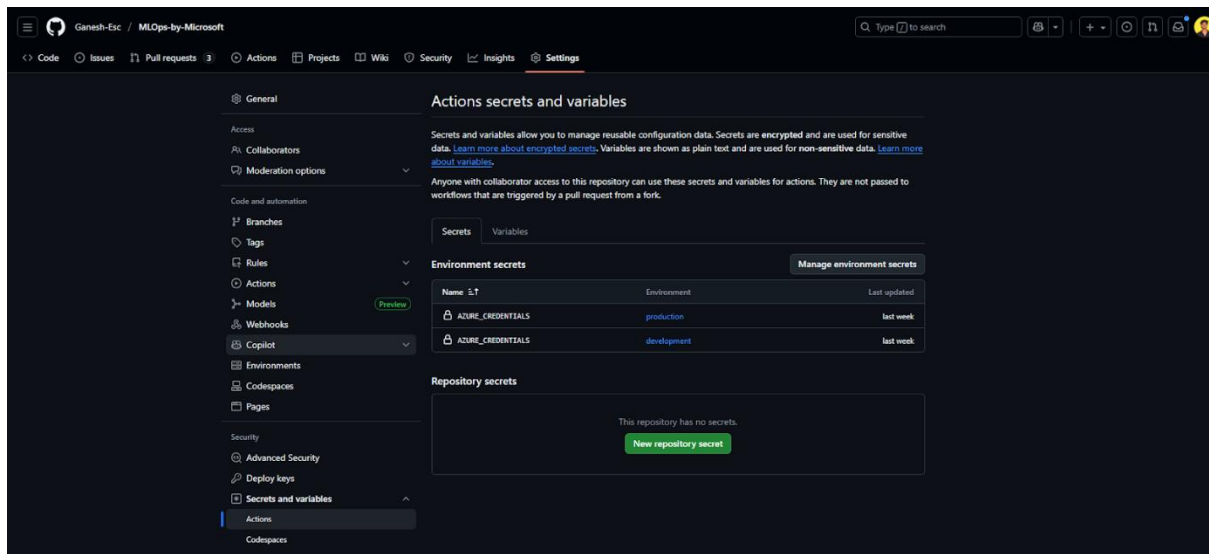 Ganesh-Esc / MLOps-by-Microsoft
Type / to search
Code Issues Pull requests 3 Actions Projects Wiki Security Insights Settings
General
Access
Collaborators
Moderation options
Code and automation
Branches
Tags
Rules
Actions
Models Preview
Webhooks
Copilot
Environments
Codespaces
Pages
Security
Advanced Security
Deploy keys
Secrets and variables
Actions
Codespaces
Actions secrets and variables
Secrets and variables allow you to manage reusable configuration data. Secrets are encrypted and are used for sensitive
data. Learn more about encrypted secrets. Variables are shown as plain text and are used for non-sensitive data. Learn more
about variables.
Anyone with collaborator access to this repository can use these secrets and variables for actions. They are not passed to
workflows that are triggered by a pull request from a fork.
Secrets Variables
Environment secrets Manage environment secrets
Name Environment Last updated
AZURE_CREDENTIALS production last week
AZURE_CREDENTIALS development last week
Repository secrets
This repository has no secrets.
New repository secret